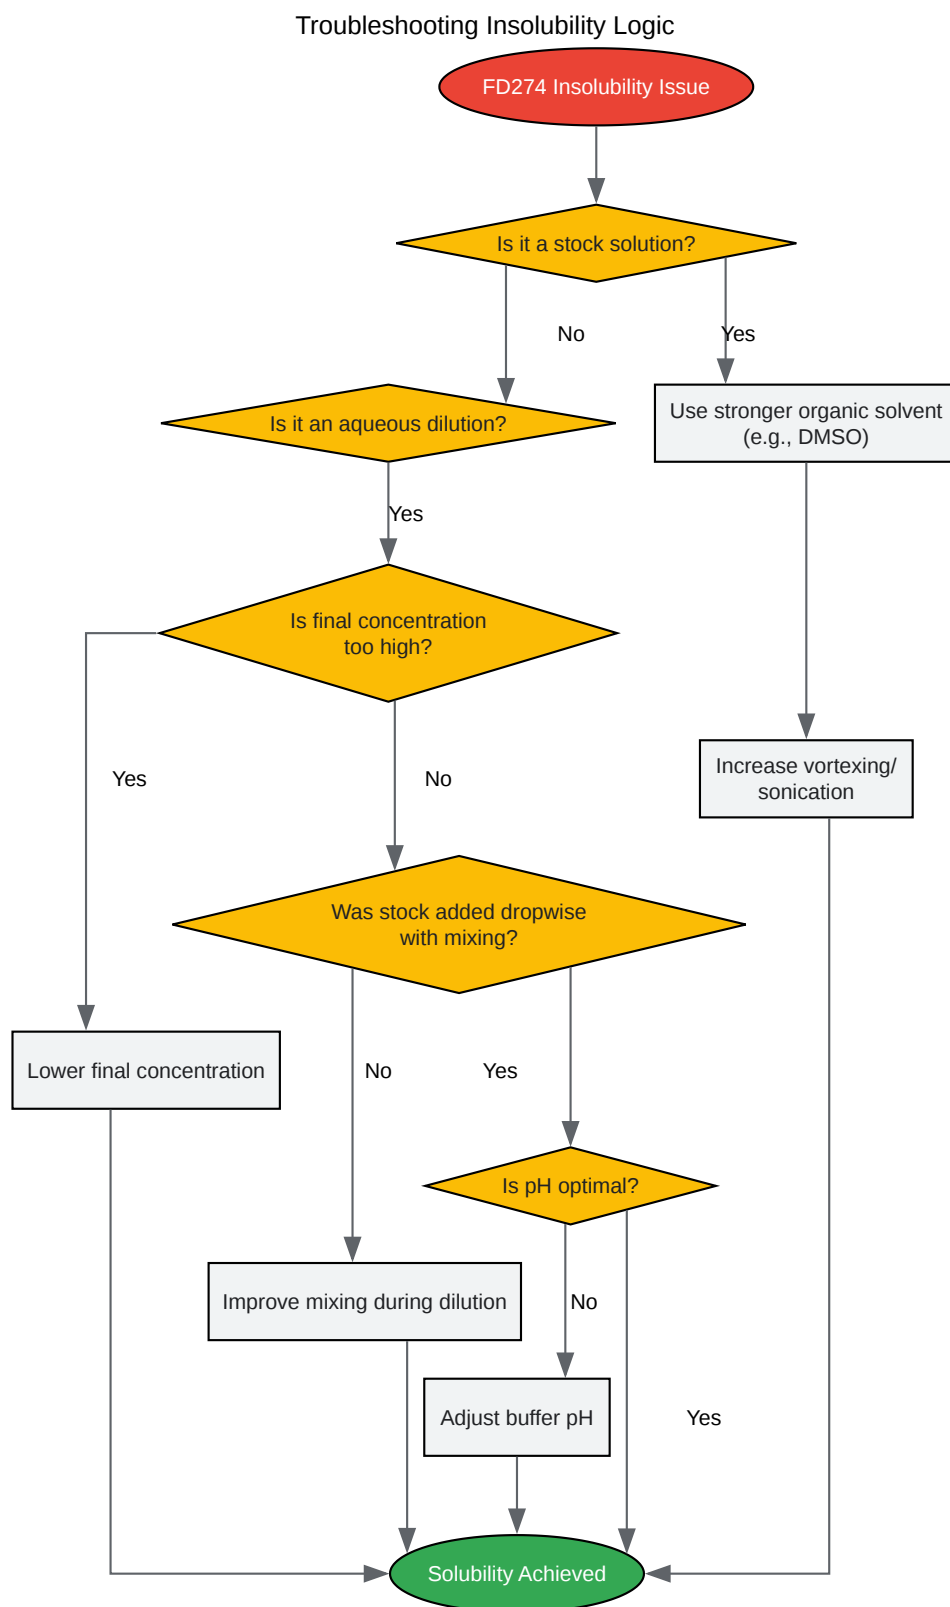 Troubleshooting Insolubility Logic
FD274 Insolubility Issue
Is it a stock solution?
No
Yes
Is it an aqueous dilution?
Use stronger organic solvent
(e.g., DMSO)
Yes
Is final concentration
too high?
Yes
No
Increase vortexing/
sonication
Was stock added dropwise
with mixing?
Lower final concentration
No
Yes
Is pH optimal?
Improve mixing during dilution
No
Adjust buffer pH
Yes
Solubility Achieved